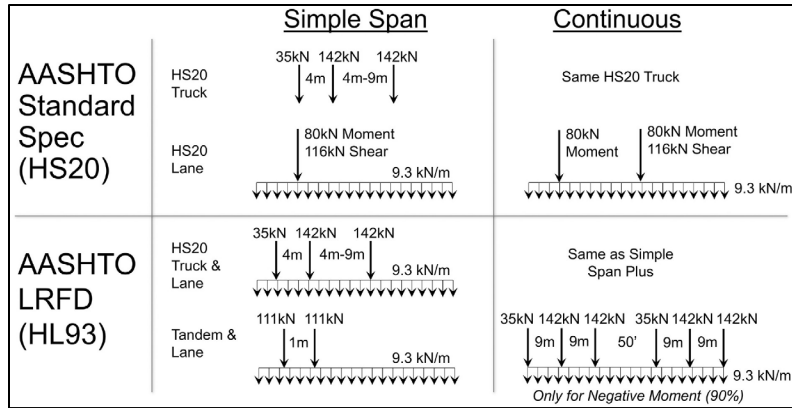 Simple Span
Continuous
AASHTO
Standard
Spec
(HS20)
HS20
Truck
35kN 142kN 142kN
4m 4m-9m
Same HS20 Truck
HS20
Lane
80kN Moment
116kN Shear
9.3 kN/m
80kN
Moment
80kN Moment
116kN Shear
9.3 kN/m
AASHTO
LRFD
(HL93)
HS20
Truck &
Lane
35kN 142kN 142kN
4m 4m-9m
9.3 kN/m
Same as Simple
Span Plus
Tandem &
Lane
111kN 111kN
1m
9.3 kN/m
35kN 142kN 142kN 35kN 142kN 142kN
9m 9m 50' 9m 9m
9.3 kN/m
Only for Negative Moment (90%)